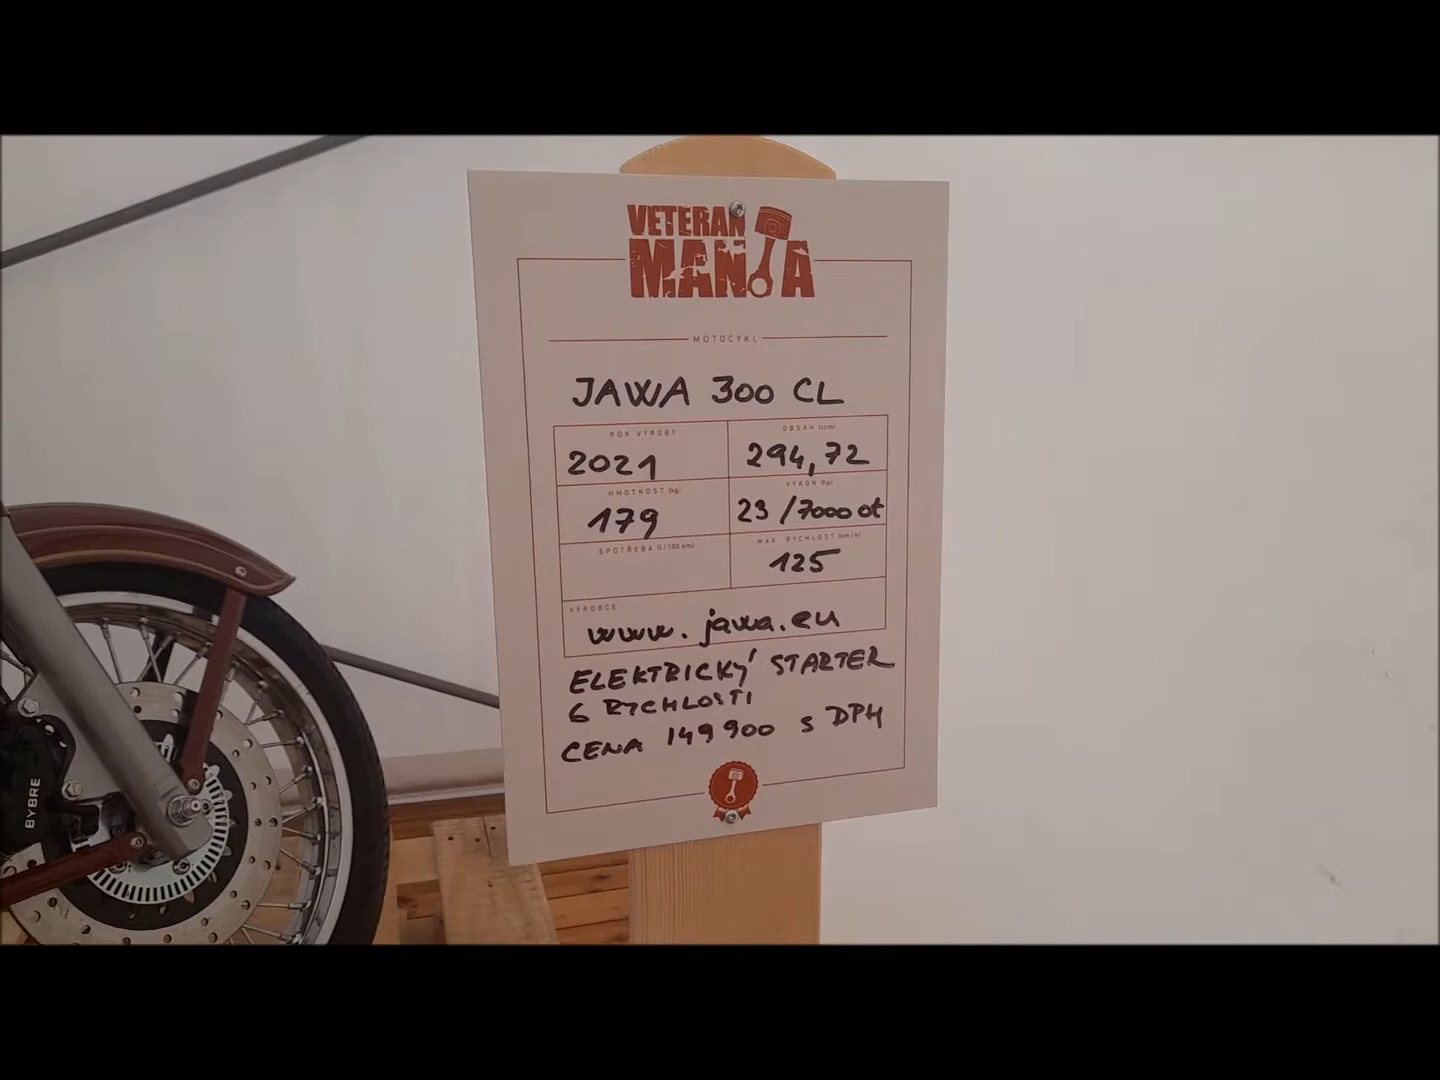 VETERAN
MANIA
MOTOCYKL
JAWA 300 CL
ROK VÝROBY
2021
OBSAH (ccm)
294,72
HMOTNOST (kg)
179
VÝKON (hp)
23 /7000 ot
SPOTŘEBA (l/100 km)
MAX. RYCHLOST (km/h)
125
VÝROBCE
www.jawa.eu
ELEKTRICKÝ STARTER
6 RYCHLOSTI
CENA 149 900 S DPH
BYBRE